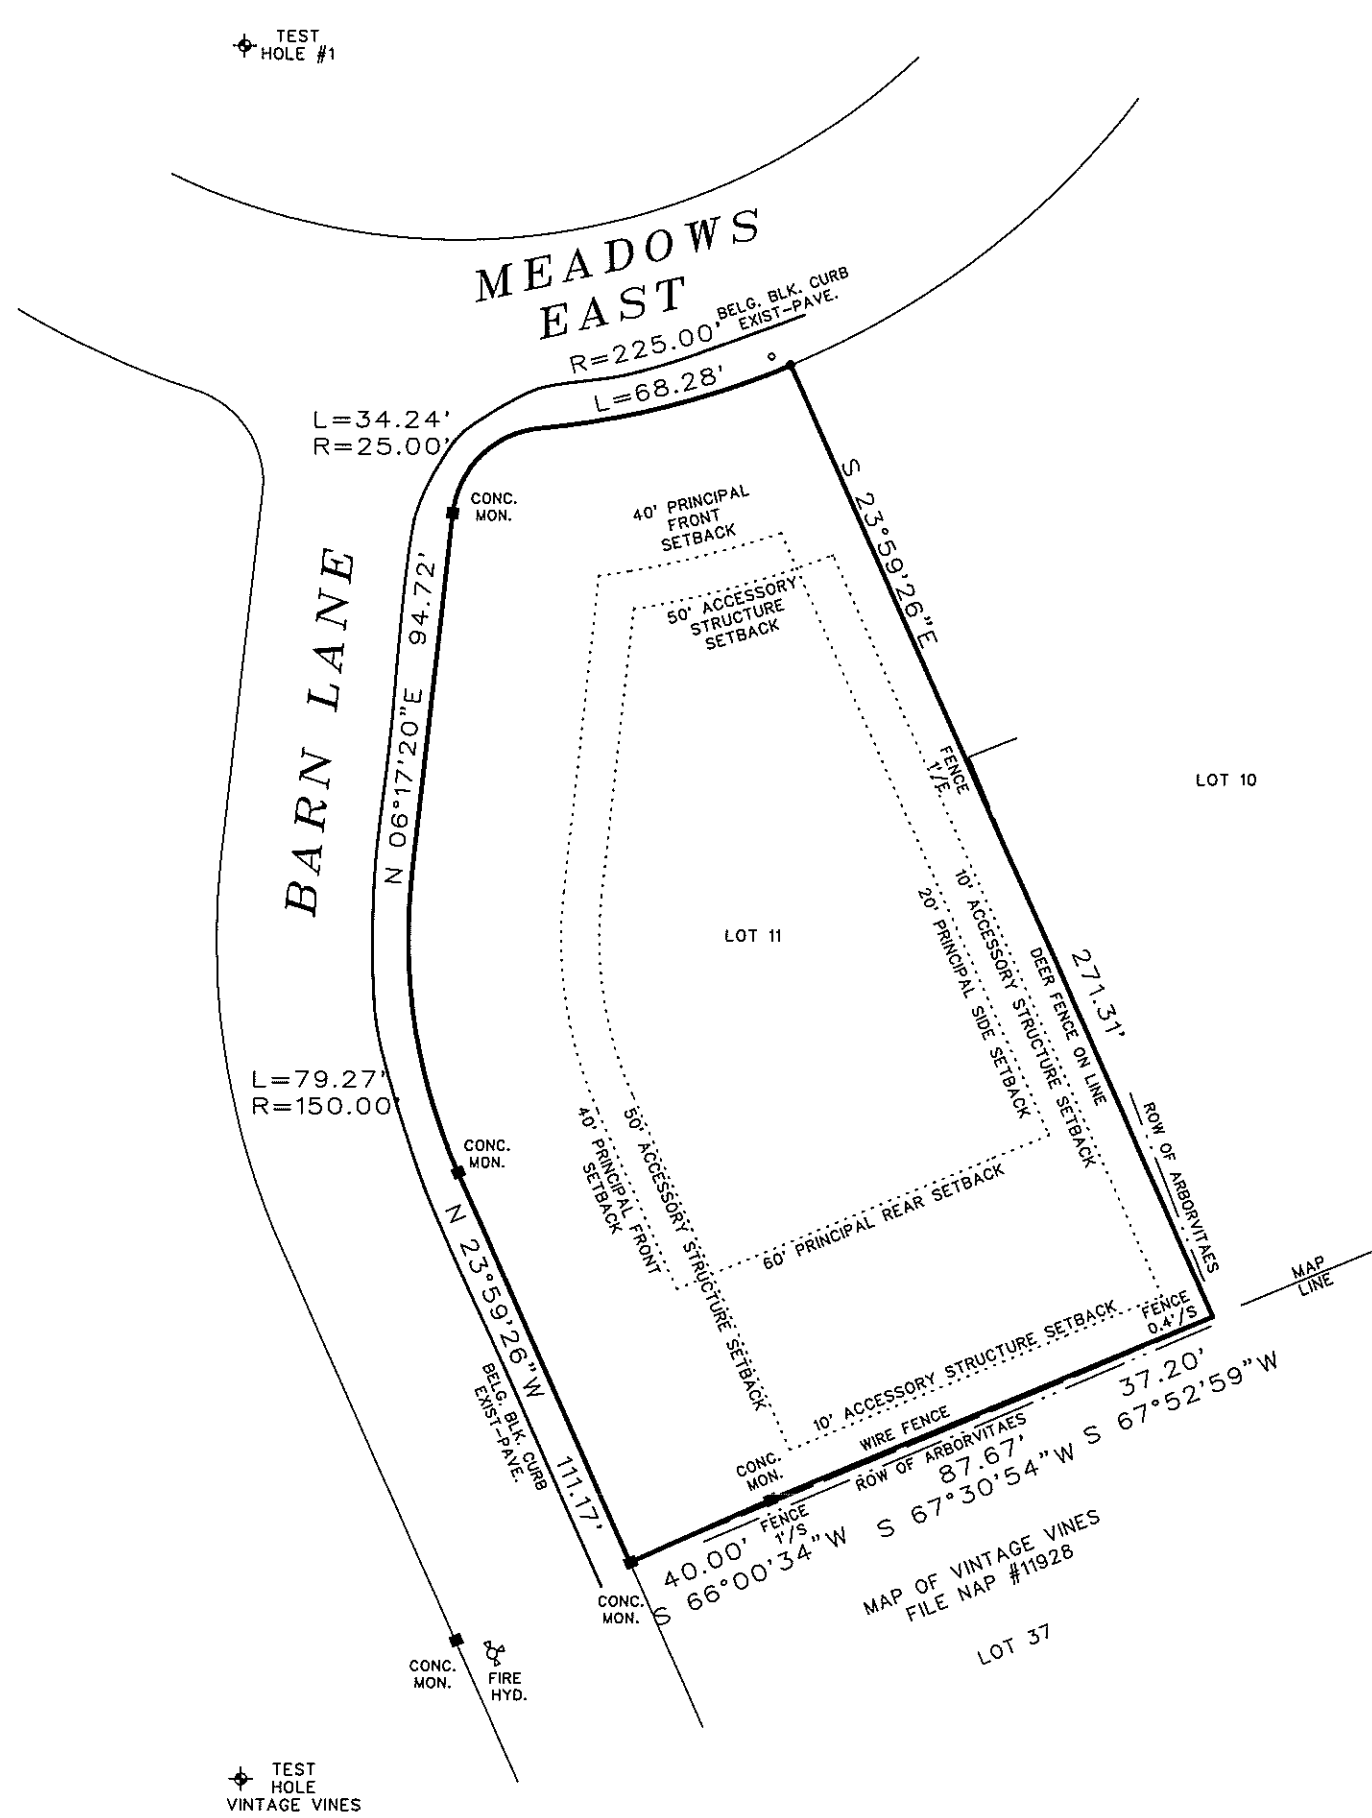 TEST
HOLE #1
MEADOWS
EAST
BELG. BLK. CURB
EXIST-PAVE.
R=225.00'
L=68.28'
L=34.24'
R=25.00'
CONC.
MON.
40' PRINCIPAL
FRONT
SETBACK
50' ACCESSORY
STRUCTURE
SETBACK
S 23°59'26"E
271.31'
BARN LANE
N 06°17'20"E 94.72'
FENCE
1'/E.
LOT 10
LOT 11
10' ACCESSORY STRUCTURE SETBACK
20' PRINCIPAL SIDE SETBACK
DEER FENCE ON LINE
ROW OF ARBORVITAES
L=79.27'
R=150.00'
CONC.
MON.
40' PRINCIPAL FRONT
SETBACK
50' ACCESSORY STRUCTURE SETBACK
60' PRINCIPAL REAR SETBACK
N 23°59'26"W 111.17'
BELG. BLK. CURB
EXIST-PAVE.
MAP
LINE
FENCE
0.4'/S
10' ACCESSORY STRUCTURE SETBACK
WIRE FENCE
ROW OF ARBORVITAES
CONC.
MON.
FENCE
1'/S
37.20'
S 67°52'59"W
87.67'
S 67°30'54"W
40.00'
S 66°00'34"W
CONC.
MON.
MAP OF VINTAGE VINES
FILE NAP #11928
LOT 37
CONC.
MON.
FIRE
HYD.
TEST
HOLE
VINTAGE VINES